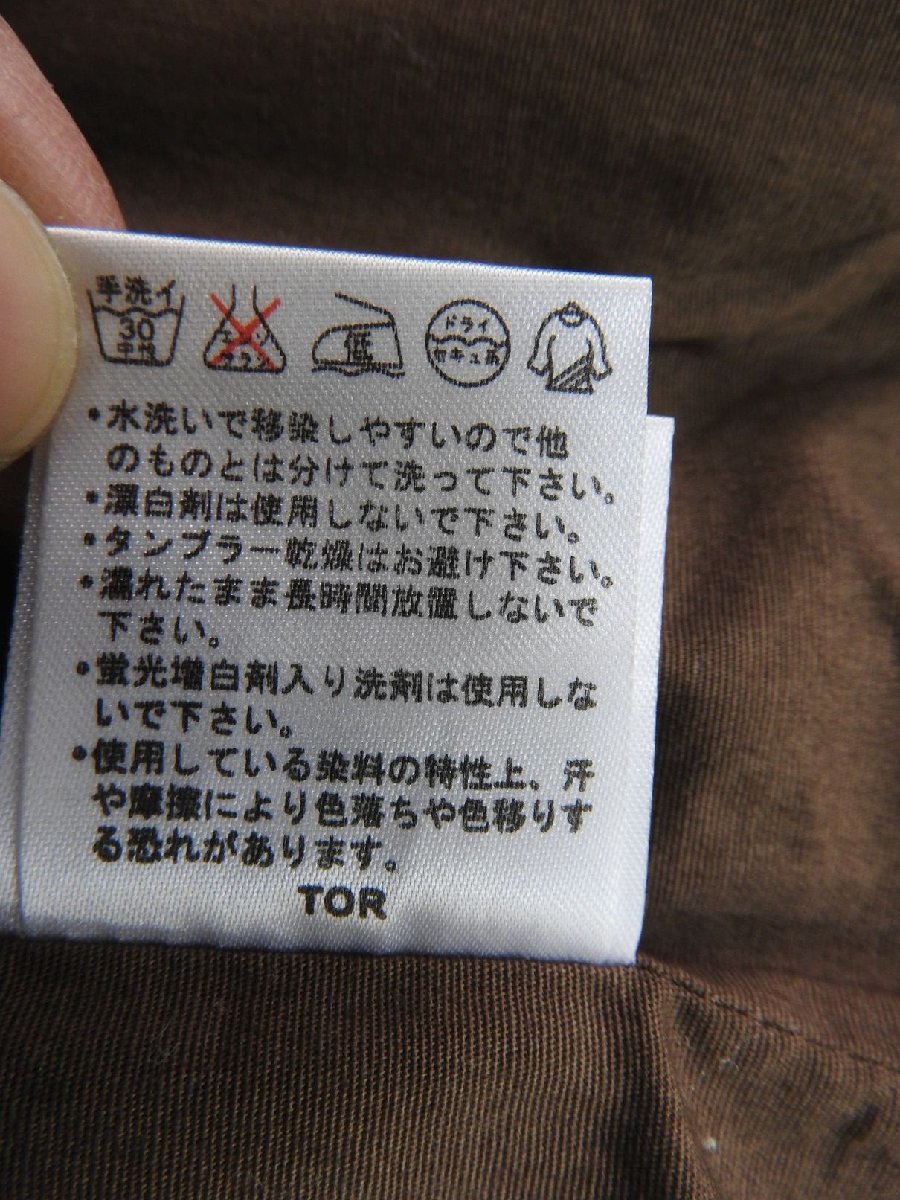 手洗イ
30
中性
エンソ
サラシ
低
ドライ
セキユ系
・水洗いで移染しやすいので他
のものとは分けて洗って下さい。
・漂白剤は使用しないで下さい。
・タンブラー乾燥はお避け下さい。
・濡れたまま長時間放置しないで
下さい。
・蛍光増白剤入り洗剤は使用しな
いで下さい。
・使用している染料の特性上、汗
や摩擦により色落ちや色移りす
る恐れがあります。
TOR